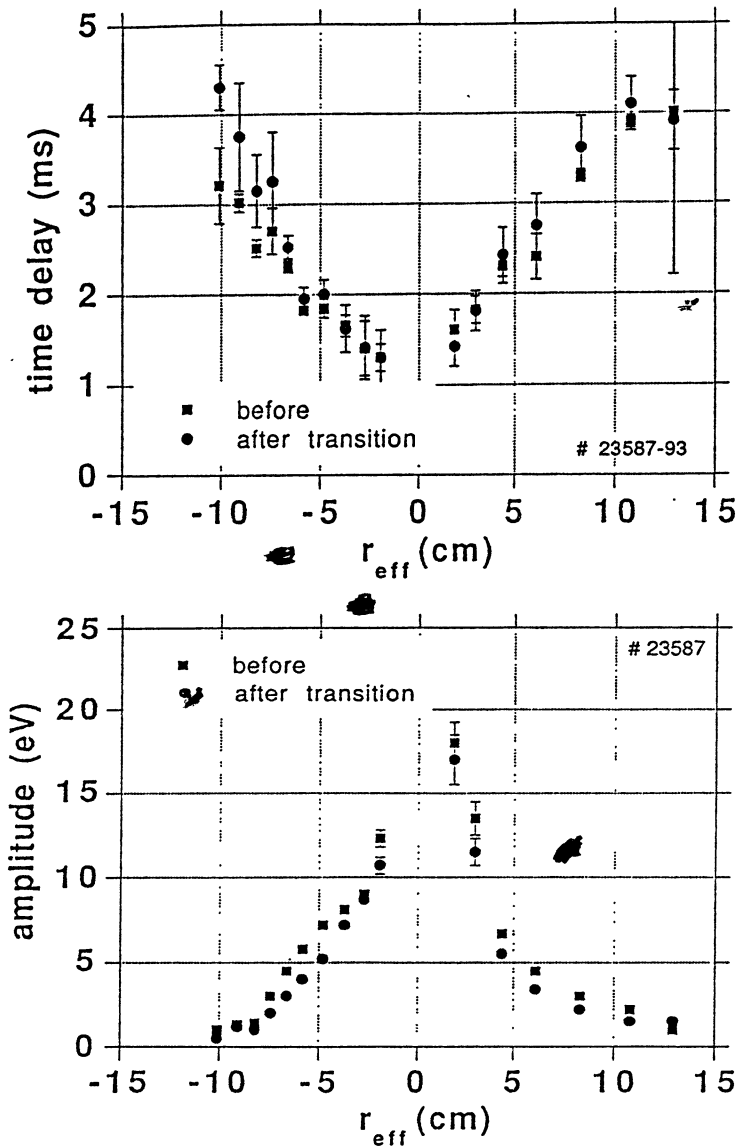 5
4
3
2
1
0
time delay (ms)
before
after transition
# 23587-93
-15 -10 -5 0 5 10 15
r_eff (cm)
25
20
15
10
5
0
amplitude (eV)
before
after transition
# 23587
-15 -10 -5 0 5 10 15
r_eff (cm)